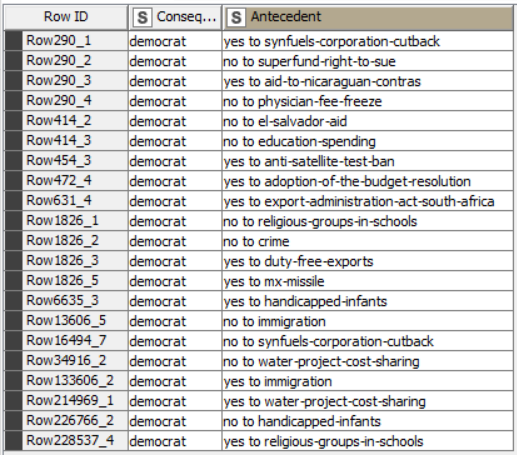 Row ID S Conseq... S Antecedent
Row290_1 democrat yes to synfuels-corporation-cutback
Row290_2 democrat no to superfund-right-to-sue
Row290_3 democrat yes to aid-to-nicaraguan-contras
Row290_4 democrat no to physician-fee-freeze
Row414_2 democrat no to el-salvador-aid
Row414_3 democrat no to education-spending
Row454_3 democrat yes to anti-satellite-test-ban
Row472_4 democrat yes to adoption-of-the-budget-resolution
Row631_4 democrat yes to export-administration-act-south-africa
Row1826_1 democrat no to religious-groups-in-schools
Row1826_2 democrat no to crime
Row1826_3 democrat yes to duty-free-exports
Row1826_5 democrat yes to mx-missile
Row6635_3 democrat yes to handicapped-infants
Row13606_5 democrat no to immigration
Row16494_7 democrat no to synfuels-corporation-cutback
Row34916_2 democrat no to water-project-cost-sharing
Row133606_2 democrat yes to immigration
Row214969_1 democrat yes to water-project-cost-sharing
Row226766_2 democrat no to handicapped-infants
Row228537_4 democrat yes to religious-groups-in-schools